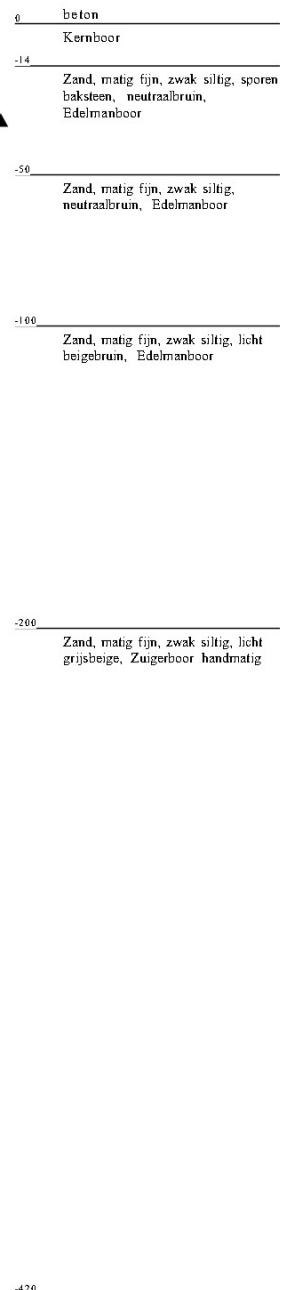 0 beton
Kernboor
-14
Zand, matig fijn, zwak siltig, sporen
baksteen, neutraalbruin,
Edelmanboor
-50
Zand, matig fijn, zwak siltig,
neutraalbruin, Edelmanboor
-100
Zand, matig fijn, zwak siltig, licht
beigebruin, Edelmanboor
-200
Zand, matig fijn, zwak siltig, licht
grijsbeige, Zuigerboor handmatig
-420